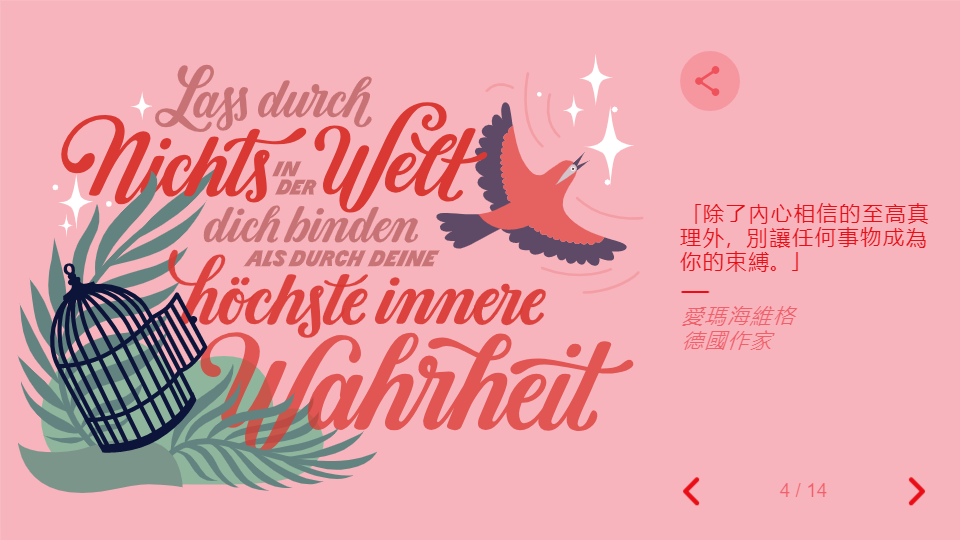 Lass durch
Nichts IN DER Welt
dich binden
ALS DURCH DEINE
höchste innere
Wahrheit
「除了內心相信的至高真
理外，別讓任何事物成為
你的束縛。」
愛瑪海維格
德國作家
4 / 14